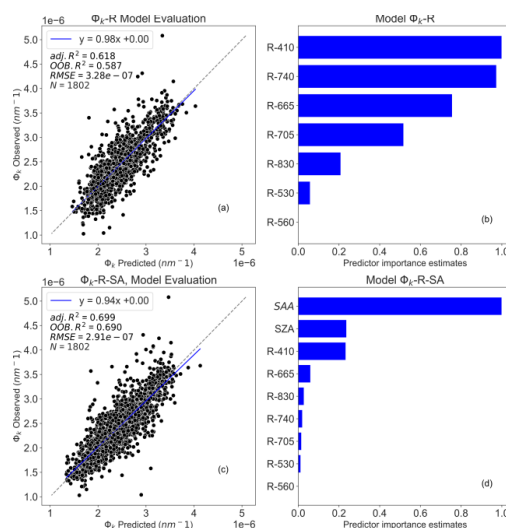 Φk-R Model Evaluation
1e−6
y = 0.98x +0.00
adj. R² = 0.618
OOB. R² = 0.587
RMSE = 3.28e − 07
N = 1802
Φk Observed (nm − 1)
5.0
4.5
4.0
3.5
3.0
2.5
2.0
1.5
1.0
(a)
1 2 3 4 5
Φk Predicted (nm − 1)
1e−6
Model Φk-R
R-410
R-740
R-665
R-705
R-830
R-530
R-560
(b)
0.0 0.2 0.4 0.6 0.8 1.0
Predictor importance estimates
Φk-R-SA, Model Evaluation
1e−6
y = 0.94x +0.00
adj. R² = 0.699
OOB. R² = 0.690
RMSE = 2.91e − 07
N = 1802
Φk Observed (nm − 1)
5.0
4.5
4.0
3.5
3.0
2.5
2.0
1.5
1.0
(c)
1 2 3 4 5
Φk Predicted (nm − 1)
1e−6
Model Φk-R-SA
SAA
SZA
R-410
R-665
R-830
R-740
R-705
R-530
R-560
(d)
0.0 0.2 0.4 0.6 0.8 1.0
Predictor importance estimates